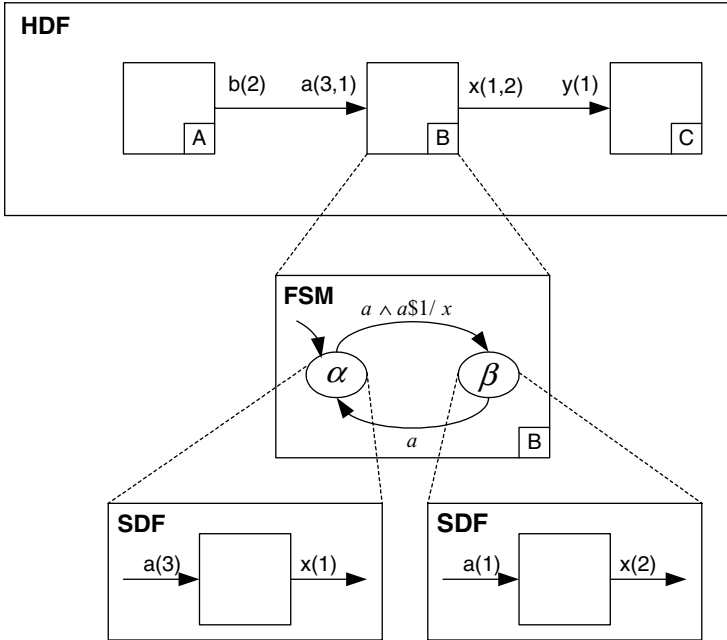 HDF
b(2) a(3,1) x(1,2) y(1)
A B C
FSM
a ∧ a$1/ x
α β
a
B
SDF SDF
a(3) x(1) a(1) x(2)